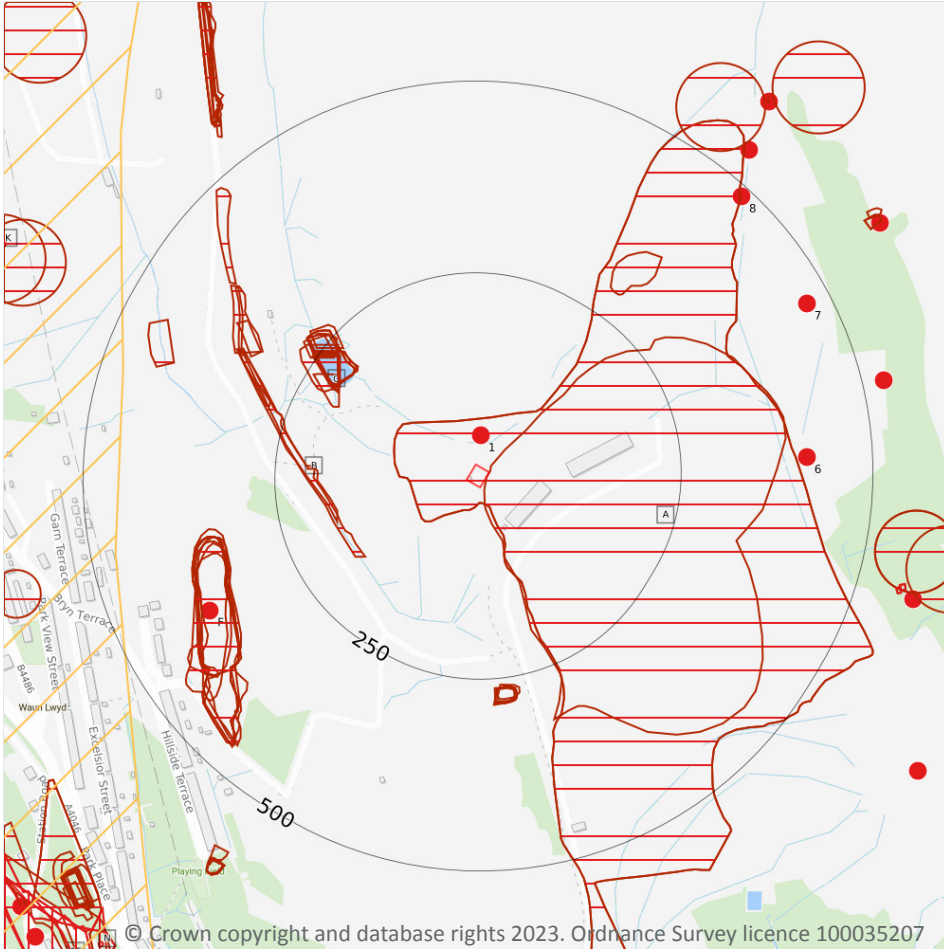 K
8
7
C
1
B
6
A
Garn Terrace
Bryn Terrace
Park View Street
F
250
B4486
Waun Lwyd
Excelsior Street
Hillside Terrace
500
A4046
Park Place
Playing
© Crown copyright and database rights 2023. Ordnance Survey licence 100035207